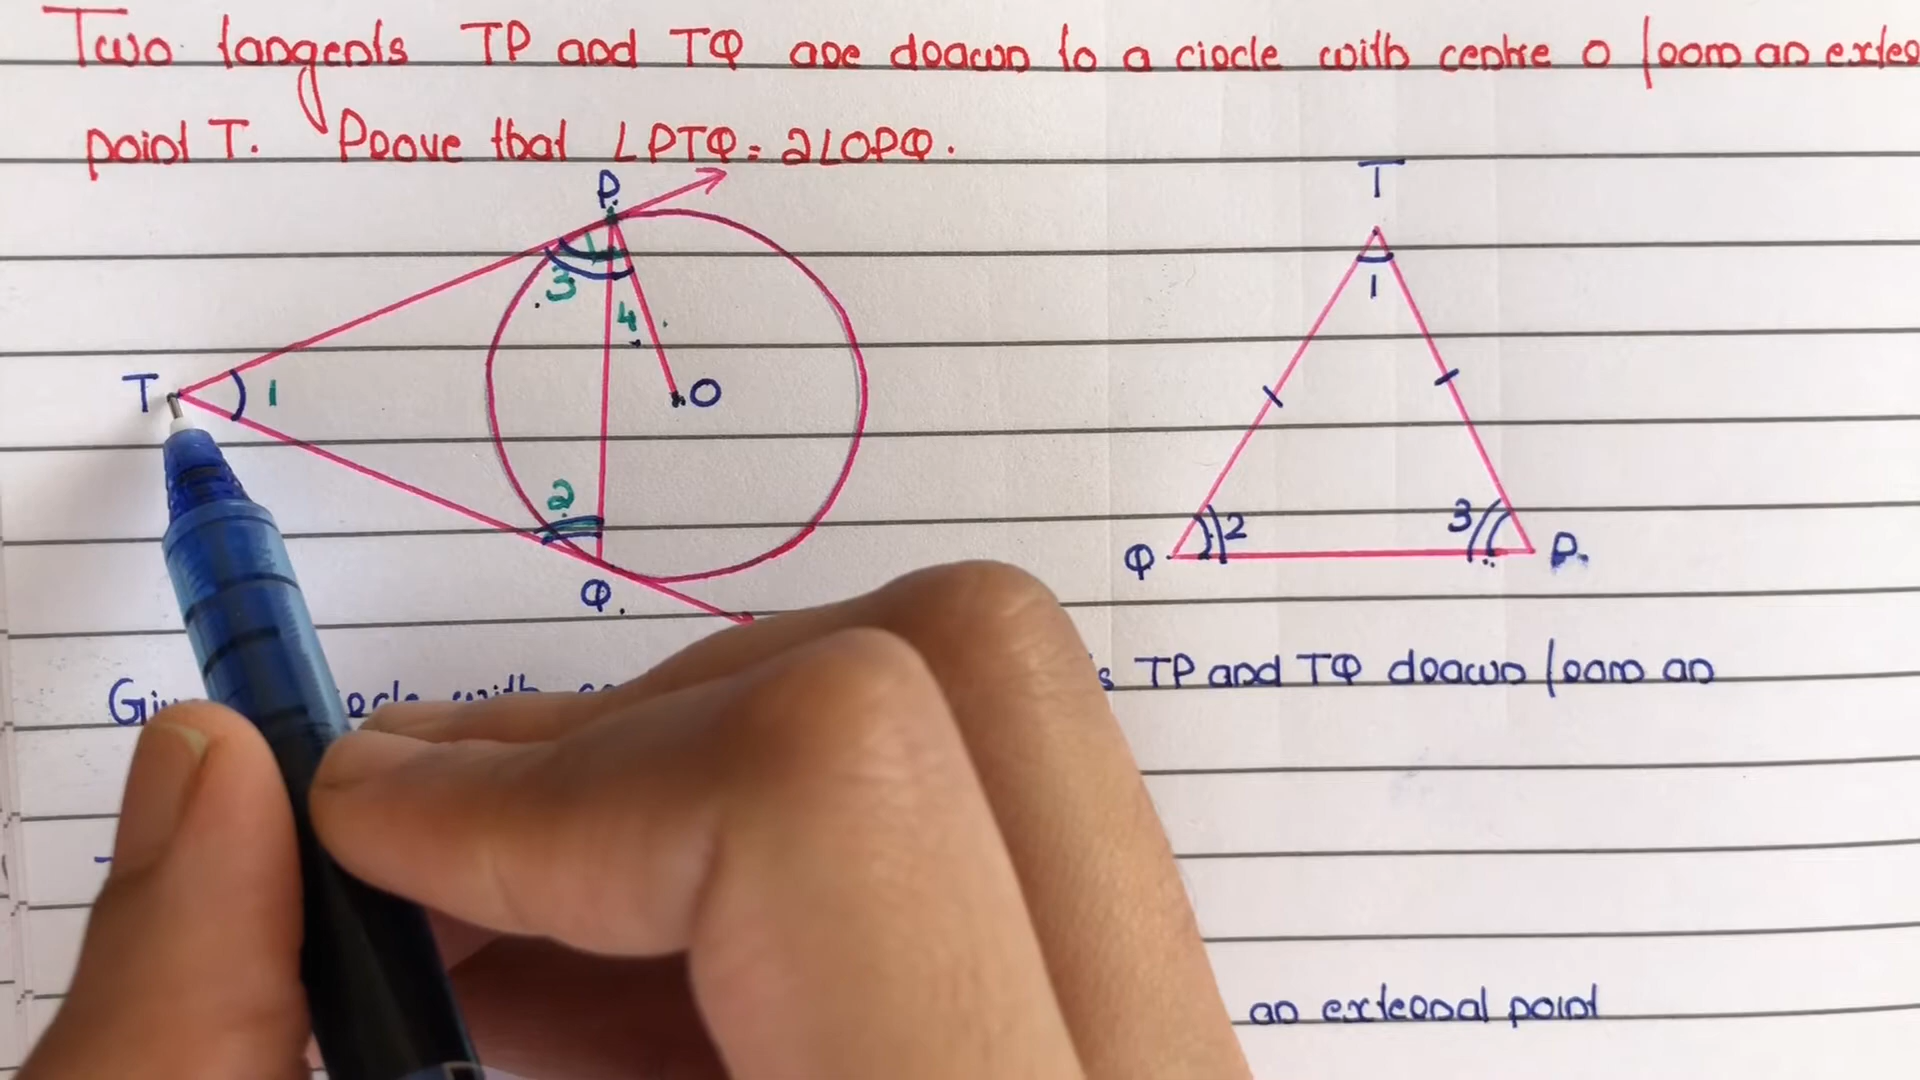 Two tangents TP and TQ are drawn to a circle with centre O from an exter
point T. Prove that ∠PTQ = 2∠OPQ.
T
P.
1
3
4
T 1
O
2
2
3
Q
P.
Q.
s TP and TQ drawn from an
an external point